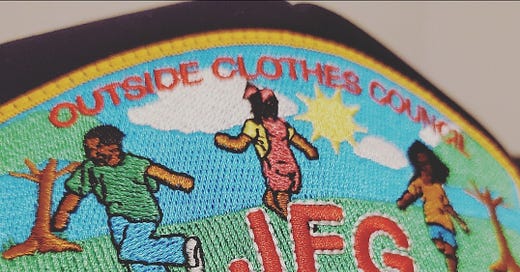 OUTSIDE CLOTHES COUNCIL
JFG